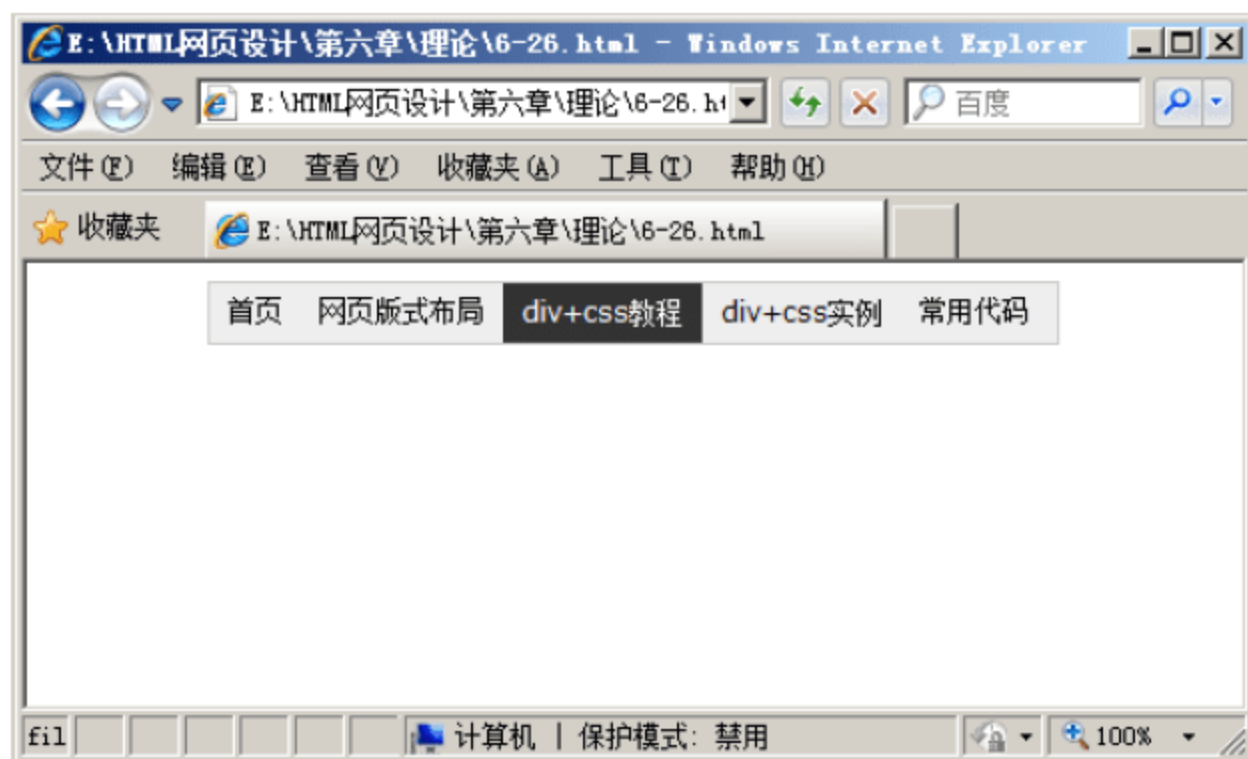 E:\HTML网页设计\第六章\理论\6-26.html - Windows Internet Explorer
E:\HTML网页设计\第六章\理论\6-26.ht 百度
文件(F) 编辑(E) 查看(V) 收藏夹(A) 工具(T) 帮助(H)
收藏夹 E:\HTML网页设计\第六章\理论\6-26.html
首页 网页版式布局 div+css教程 div+css实例 常用代码
fil 计算机 | 保护模式: 禁用 100%